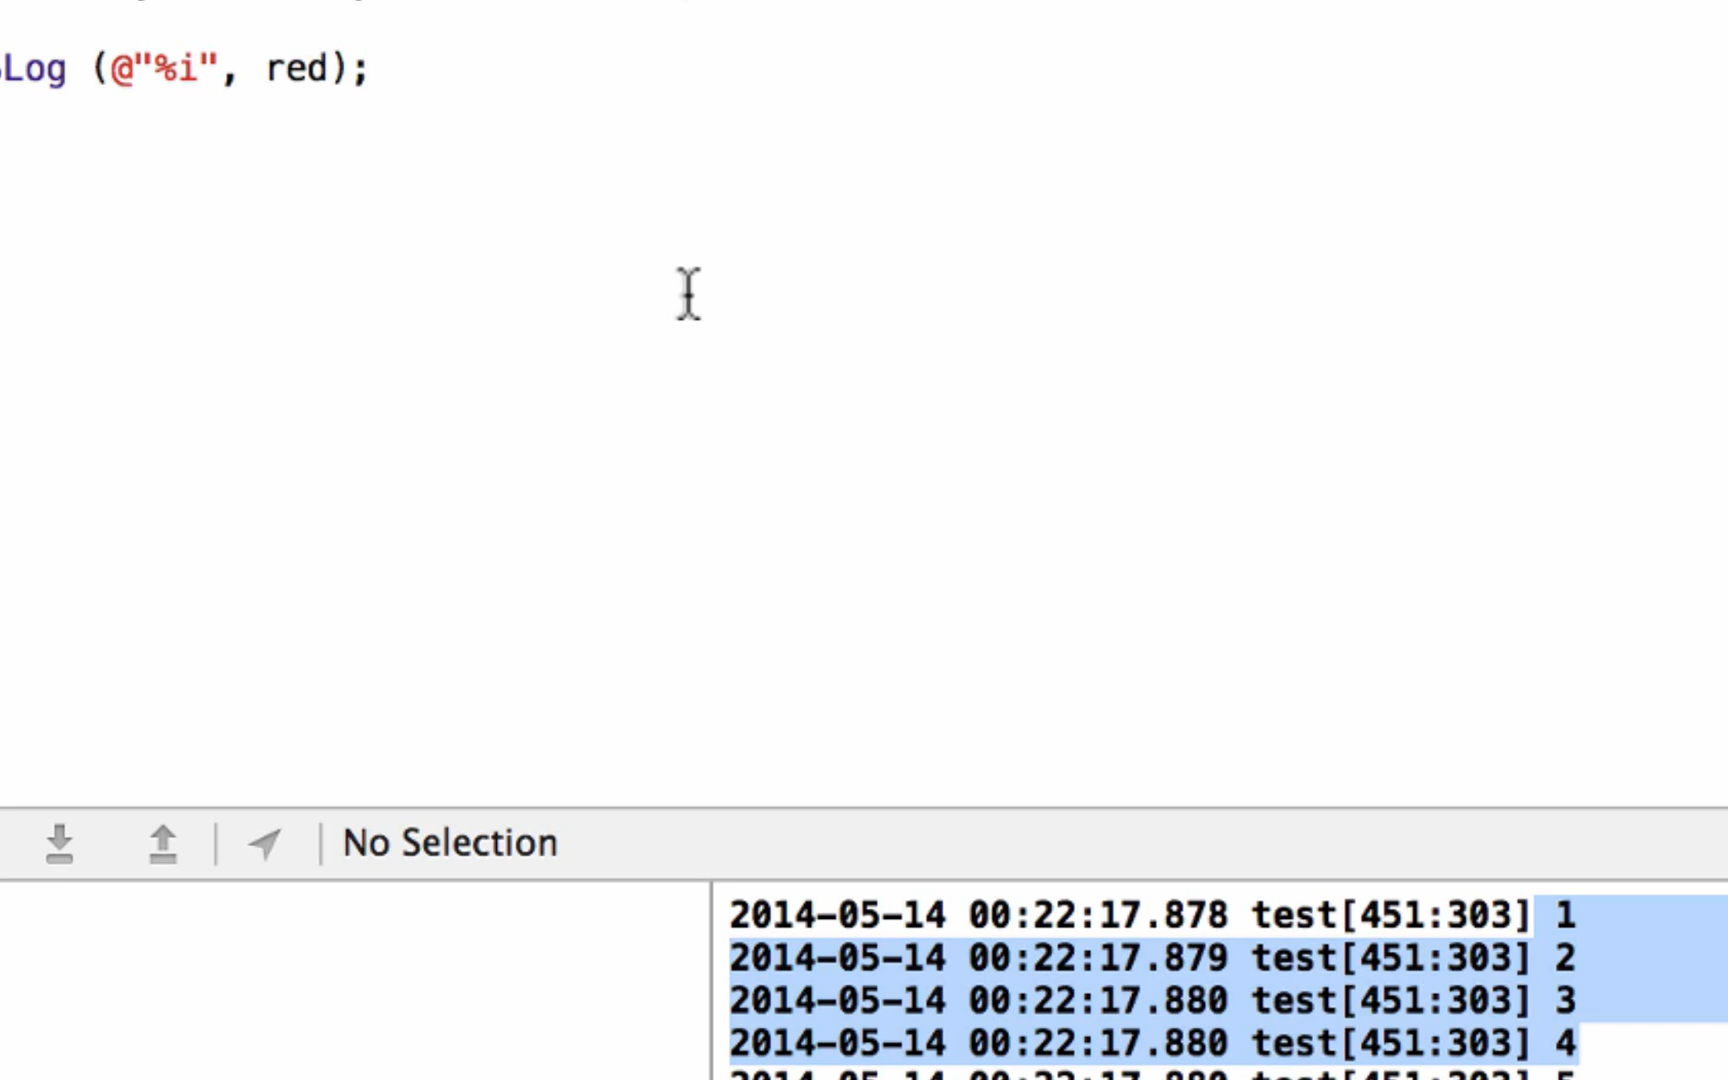 Log (@"%i", red);
No Selection
2014-05-14 00:22:17.878 test[451:303] 1
2014-05-14 00:22:17.879 test[451:303] 2
2014-05-14 00:22:17.880 test[451:303] 3
2014-05-14 00:22:17.880 test[451:303] 4